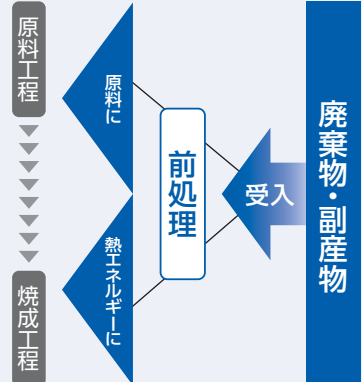 廃棄物・副産物
受入
前処理
原料に
熱エネルギーに
原料工程
焼成工程